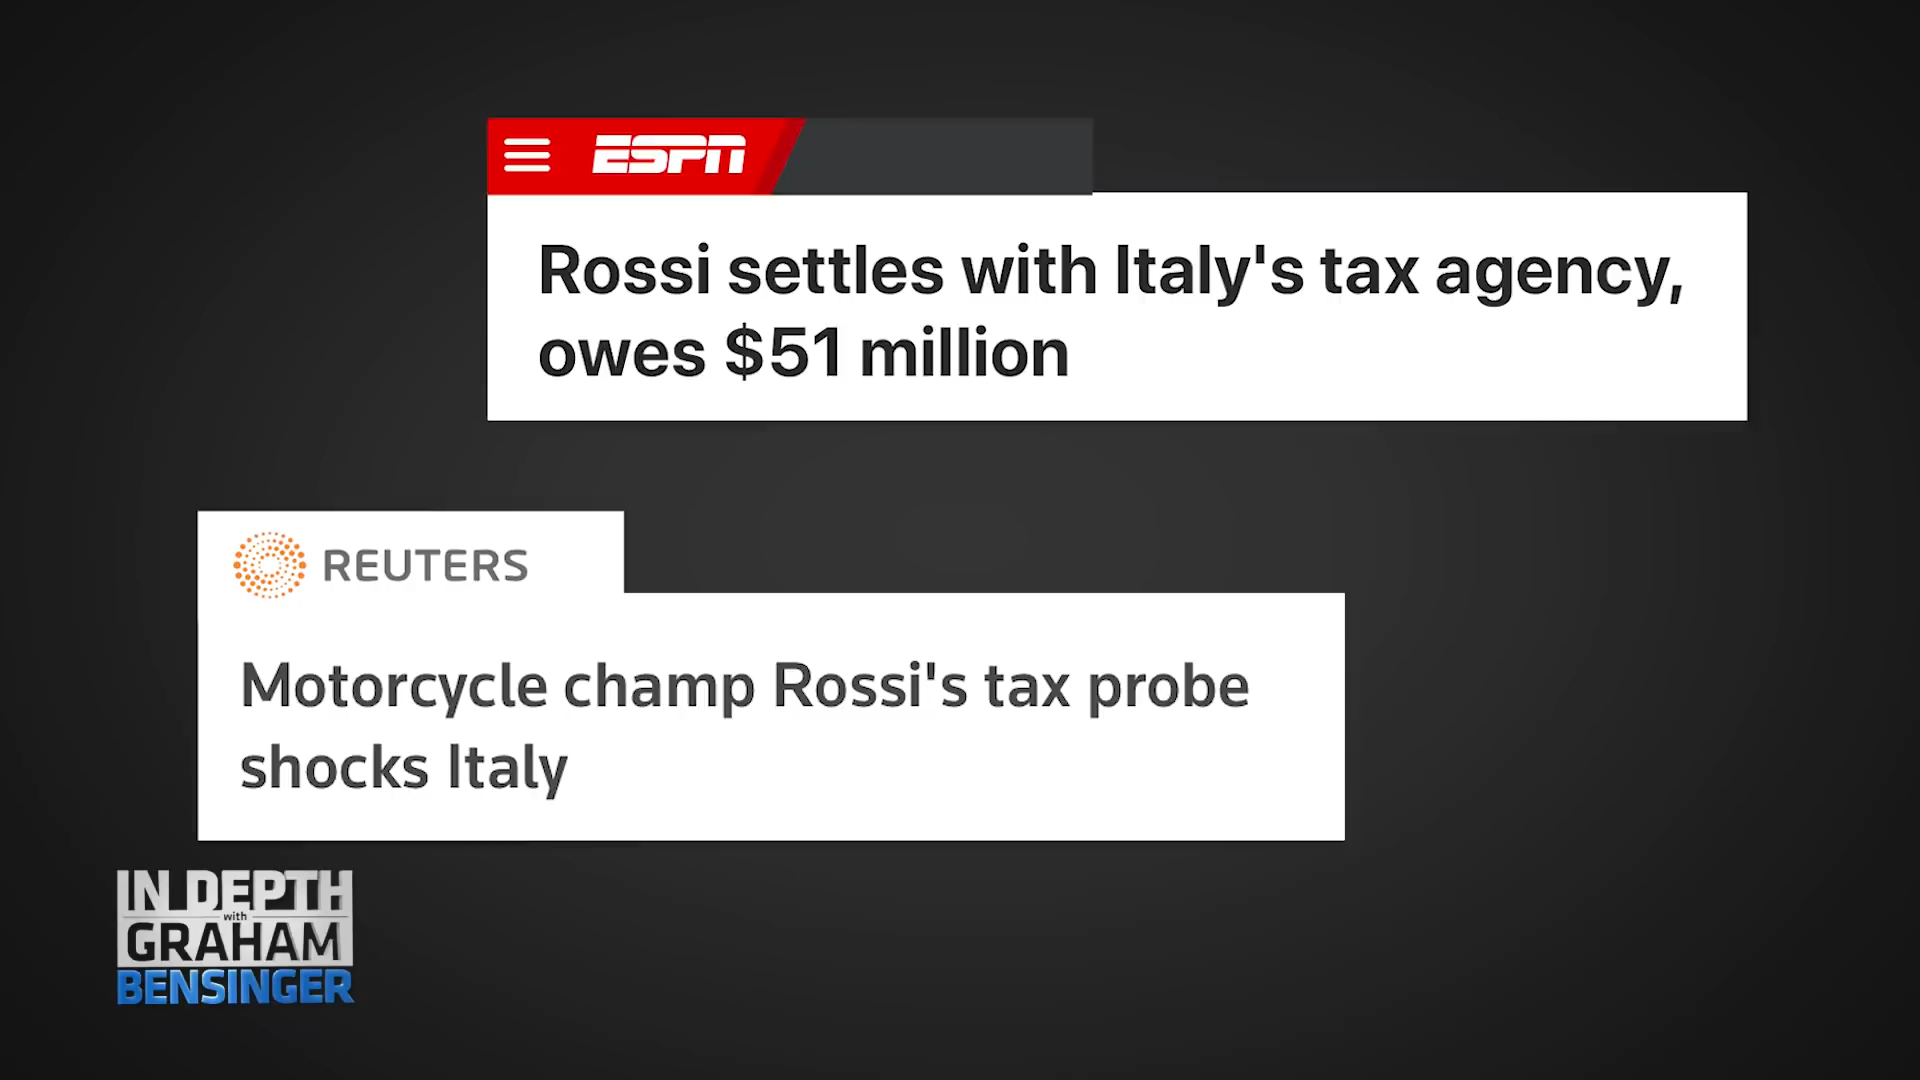 ESPN
Rossi settles with Italy's tax agency,
owes $51 million
REUTERS
Motorcycle champ Rossi's tax probe
shocks Italy
IN DEPTH
with
GRAHAM
BENSINGER